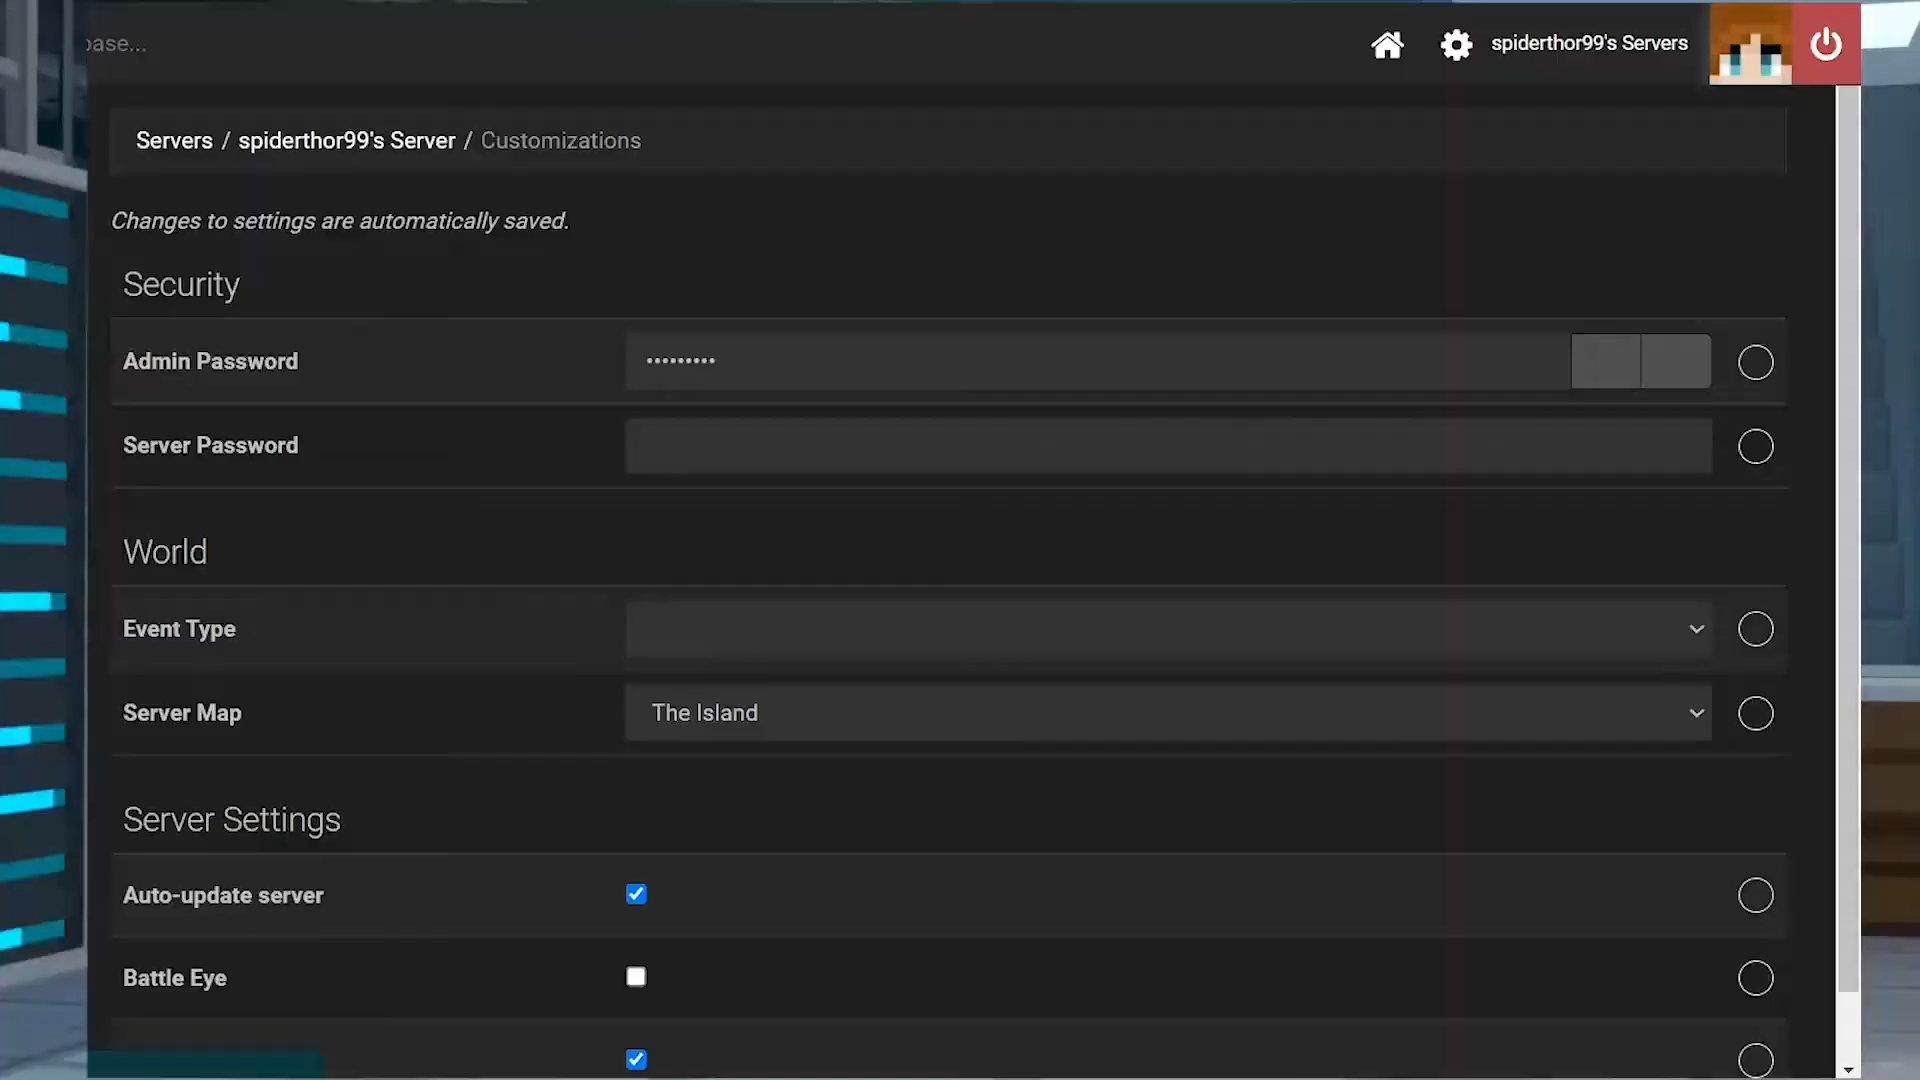 spiderthor99's Servers
Servers / spiderthor99's Server / Customizations
Changes to settings are automatically saved.
Security
Admin Password •••••••••
Server Password
World
Event Type
Server Map The Island
Server Settings
Auto-update server
Battle Eye